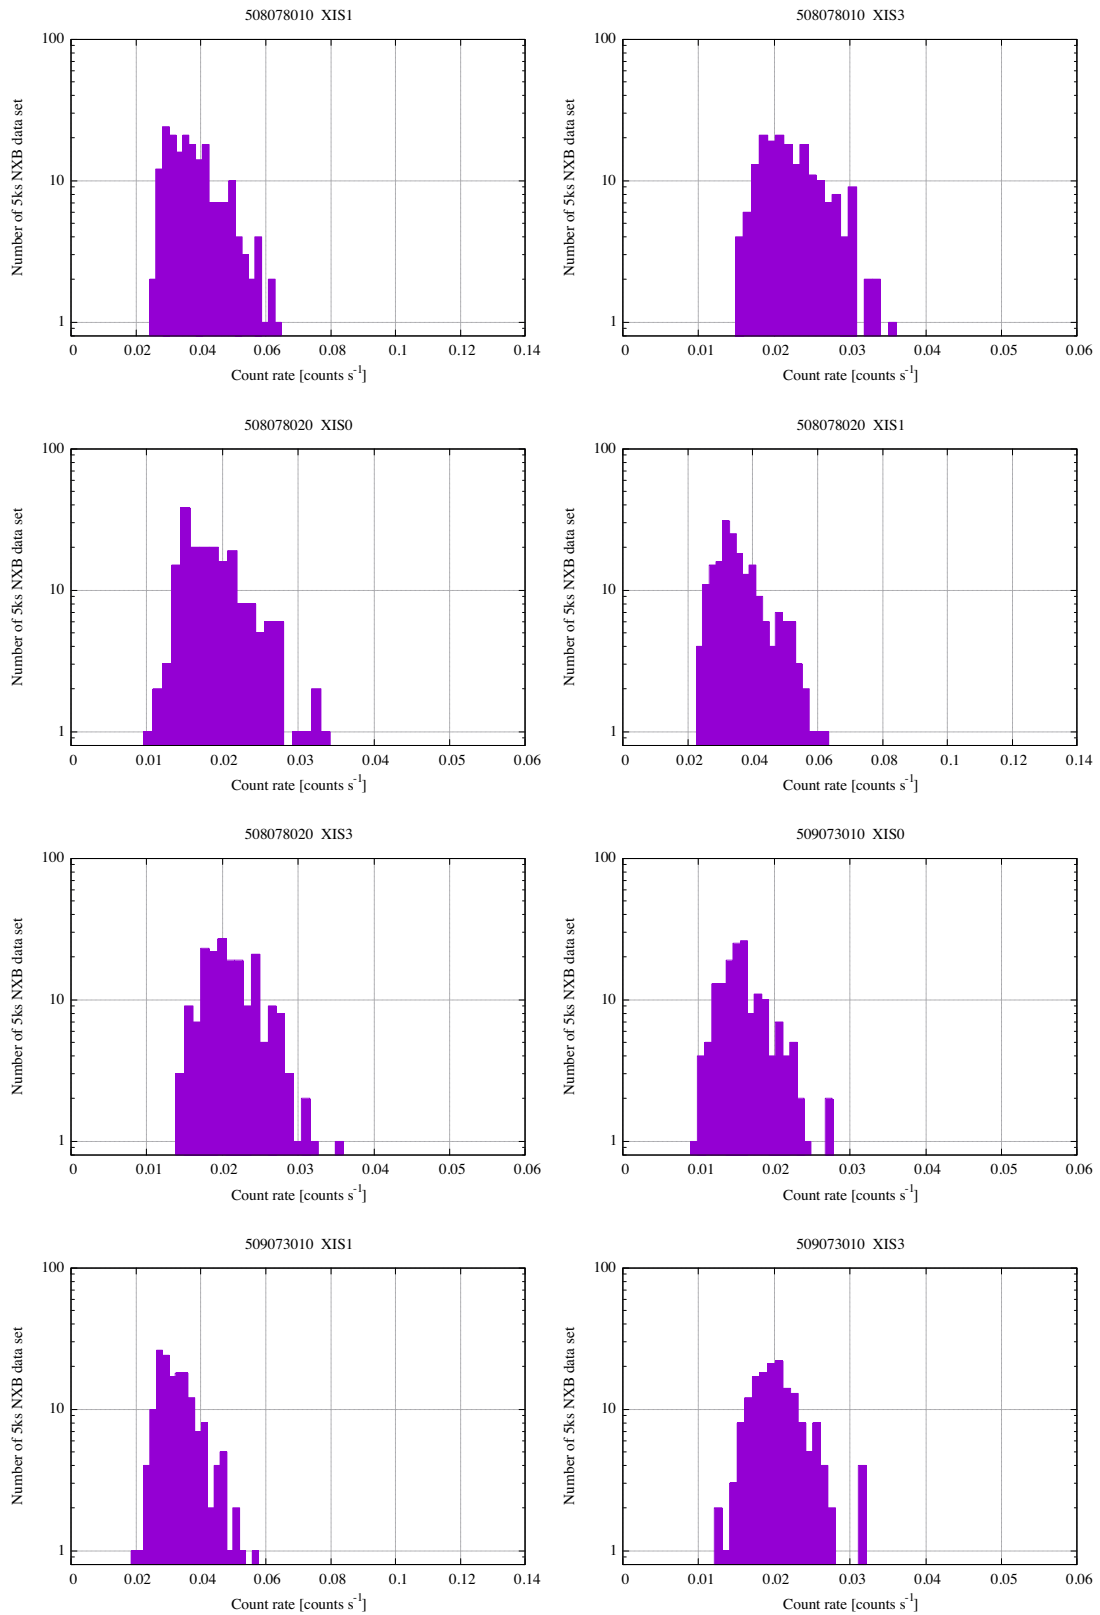 508078010 XIS1
100
10
1
0 0.02 0.04 0.06 0.08 0.1 0.12 0.14
Number of 5ks NXB data set
Count rate [counts s-1]
508078010 XIS3
100
10
1
0 0.01 0.02 0.03 0.04 0.05 0.06
Number of 5ks NXB data set
Count rate [counts s-1]
508078020 XIS0
100
10
1
0 0.01 0.02 0.03 0.04 0.05 0.06
Number of 5ks NXB data set
Count rate [counts s-1]
508078020 XIS1
100
10
1
0 0.02 0.04 0.06 0.08 0.1 0.12 0.14
Number of 5ks NXB data set
Count rate [counts s-1]
508078020 XIS3
100
10
1
0 0.01 0.02 0.03 0.04 0.05 0.06
Number of 5ks NXB data set
Count rate [counts s-1]
509073010 XIS0
100
10
1
0 0.01 0.02 0.03 0.04 0.05 0.06
Number of 5ks NXB data set
Count rate [counts s-1]
509073010 XIS1
100
10
1
0 0.02 0.04 0.06 0.08 0.1 0.12 0.14
Number of 5ks NXB data set
Count rate [counts s-1]
509073010 XIS3
100
10
1
0 0.01 0.02 0.03 0.04 0.05 0.06
Number of 5ks NXB data set
Count rate [counts s-1]